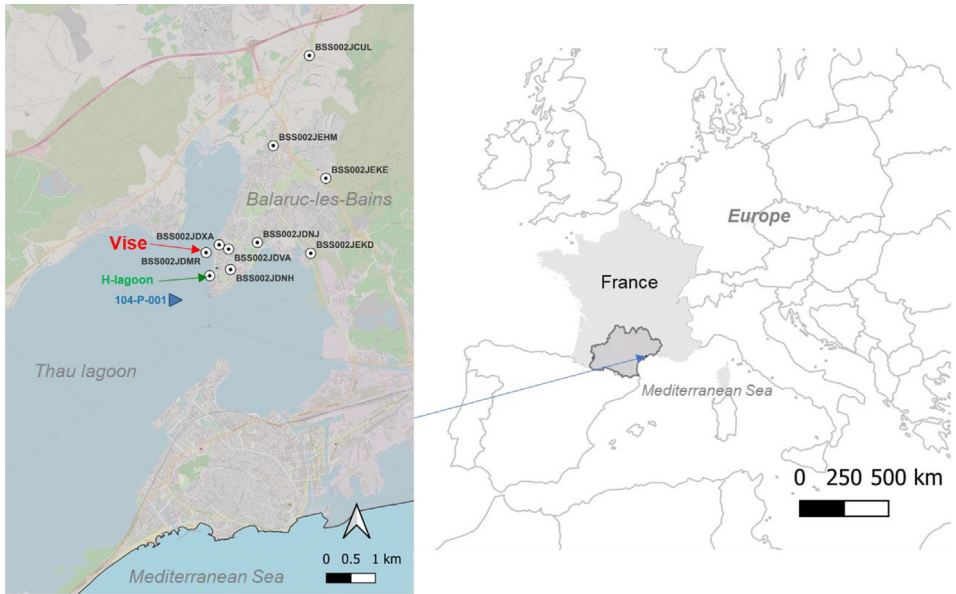 BSS002JCUL
BSS002JEHM
BSS002JEKE
Balaruc-les-Bains
BSS002JDXA
BSS002JDNJ
Vise
BSS002JEKD
BSS002JDMR
BSS002JDVA
H-lagoon
BSS002JDNH
104-P-001
Thau lagoon
0 0.5 1 km
Mediterranean Sea
Europe
France
Mediterranean Sea
0 250 500 km